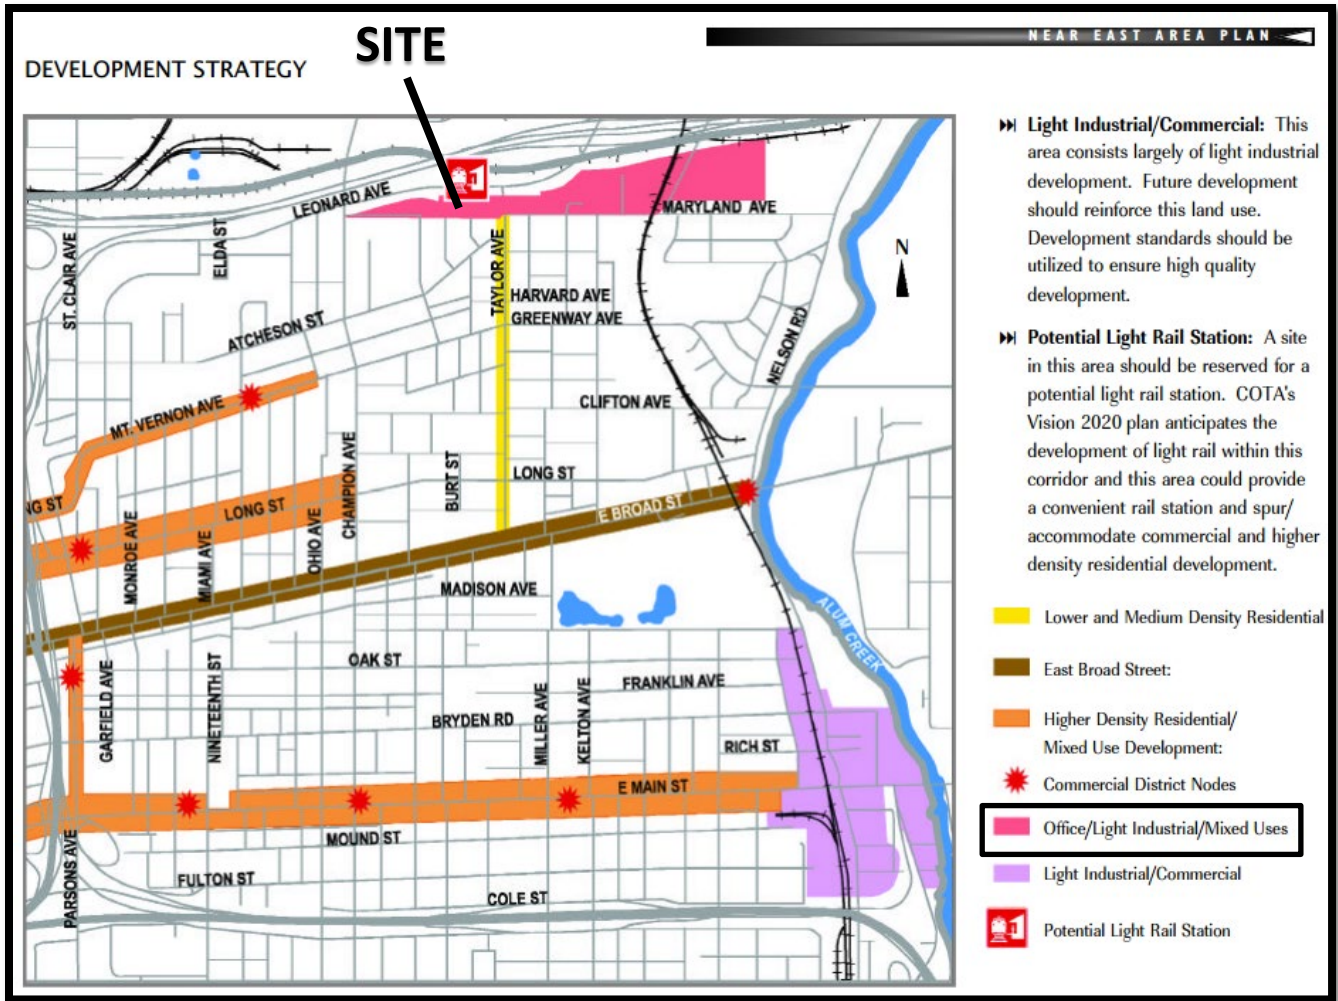 NEAR EAST AREA PLAN
SITE
DEVELOPMENT STRATEGY
LEONARD AVE
MARYLAND AVE
ST. CLAIR AVE
ELDA ST
TAYLOR AVE
N
HARVARD AVE
GREENWAY AVE
ATCHESON ST
NELSON RD
MT. VERNON AVE
CLIFTON AVE
CHAMPION AVE
BURT ST
LONG ST
NG ST
LONG ST
E BROAD ST
MONROE AVE
MIAMI AVE
OHIO AVE
MADISON AVE
ALUM CREEK
OAK ST
GARFIELD AVE
NINETEENTH ST
FRANKLIN AVE
MILLER AVE
KELTON AVE
BRYDEN RD
RICH ST
E MAIN ST
MOUND ST
PARSONS AVE
FULTON ST
COLE ST
Light Industrial/Commercial: This
area consists largely of light industrial
development. Future development
should reinforce this land use.
Development standards should be
utilized to ensure high quality
development.
Potential Light Rail Station: A site
in this area should be reserved for a
potential light rail station. COTA's
Vision 2020 plan anticipates the
development of light rail within this
corridor and this area could provide
a convenient rail station and spur/
accommodate commercial and higher
density residential development.
Lower and Medium Density Residential
East Broad Street:
Higher Density Residential/
Mixed Use Development:
Commercial District Nodes
Office/Light Industrial/Mixed Uses
Light Industrial/Commercial
Potential Light Rail Station